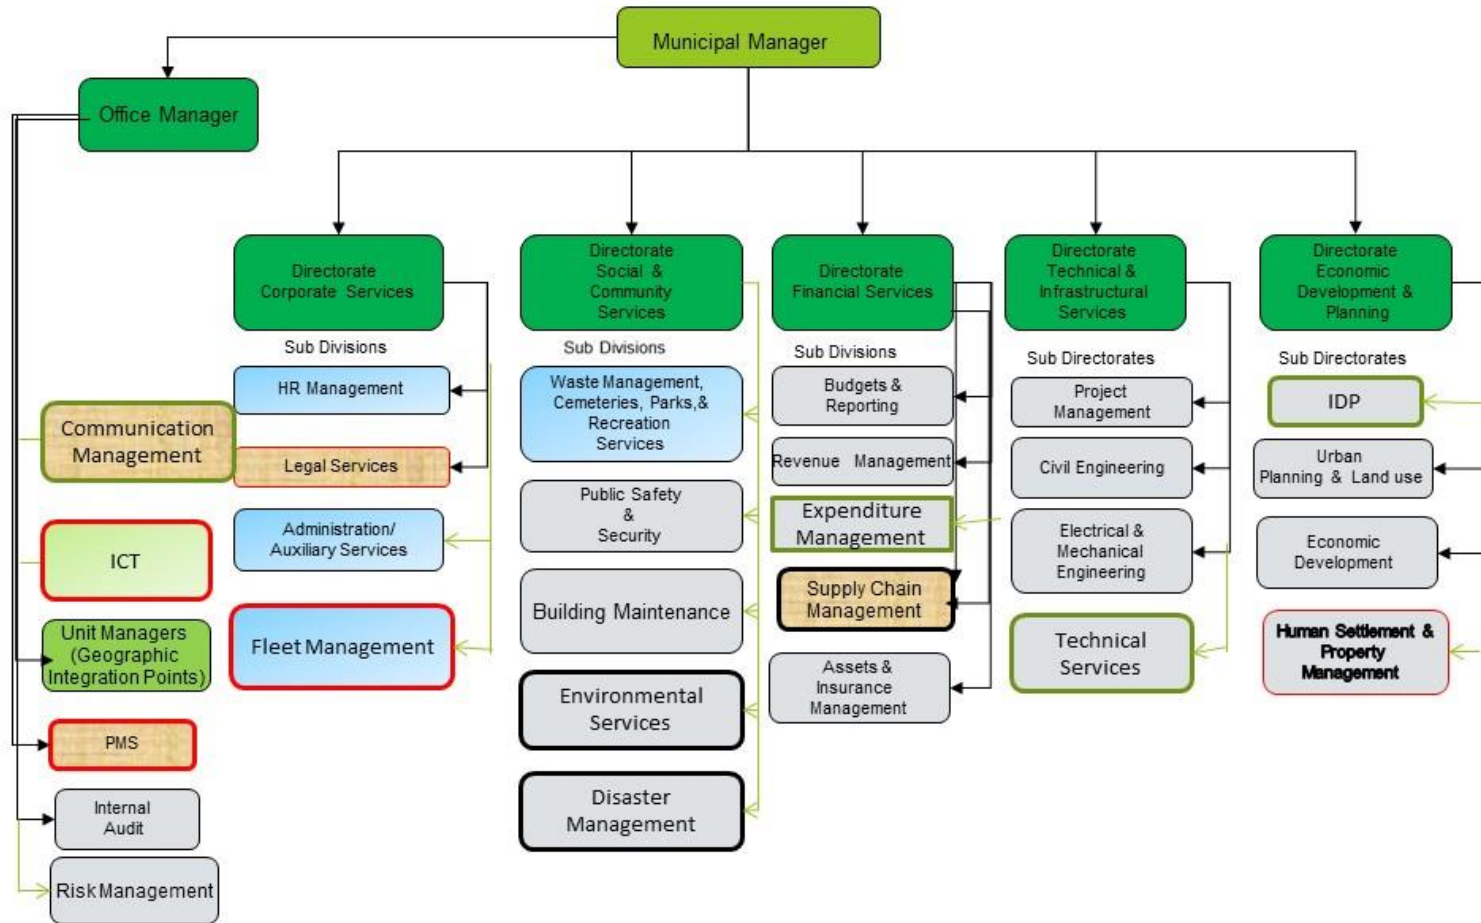 Municipal Manager
Office Manager
Directorate
Corporate Services
Sub Divisions
HR Management
Legal Services
Administration/
Auxiliary Services
Fleet Management
Directorate
Social &
Community
Services
Sub Divisions
Waste Management,
Cemeteries, Parks,&
Recreation
Services
Public Safety
&
Security
Building Maintenance
Environmental
Services
Disaster
Management
Directorate
Financial Services
Sub Divisions
Budgets &
Reporting
Revenue Management
Expenditure
Management
Supply Chain
Management
Assets &
Insurance
Management
Directorate
Technical &
Infrastructural
Services
Sub Directorates
Project
Management
Civil Engineering
Electrical &
Mechanical
Engineering
Technical
Services
Directorate
Economic
Development &
Planning
Sub Directorates
IDP
Urban
Planning & Land use
Economic
Development
Human Settlement &
Property
Management
Communication
Management
ICT
Unit Managers
(Geographic
Integration Points)
PMS
Internal
Audit
Risk Management